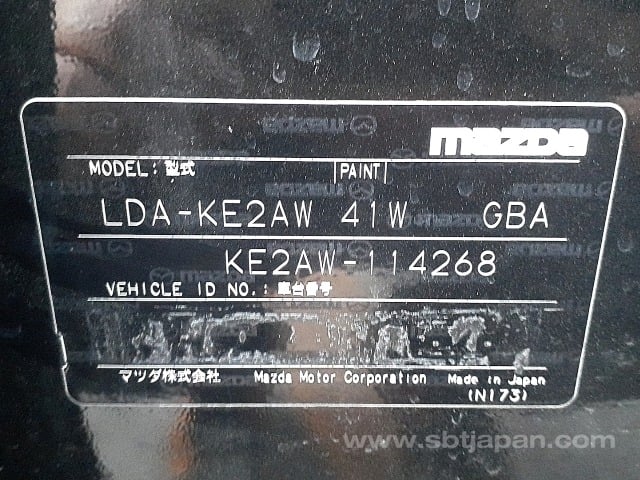 mazda
MODEL: 型式 PAINT
LDA-KE2AW 41W GBA
KE2AW-114268
VEHICLE ID NO.: 車台番号
マツダ株式会社 Mazda Motor Corporation Made in Japan
(N173)
www.sbtjapan.com